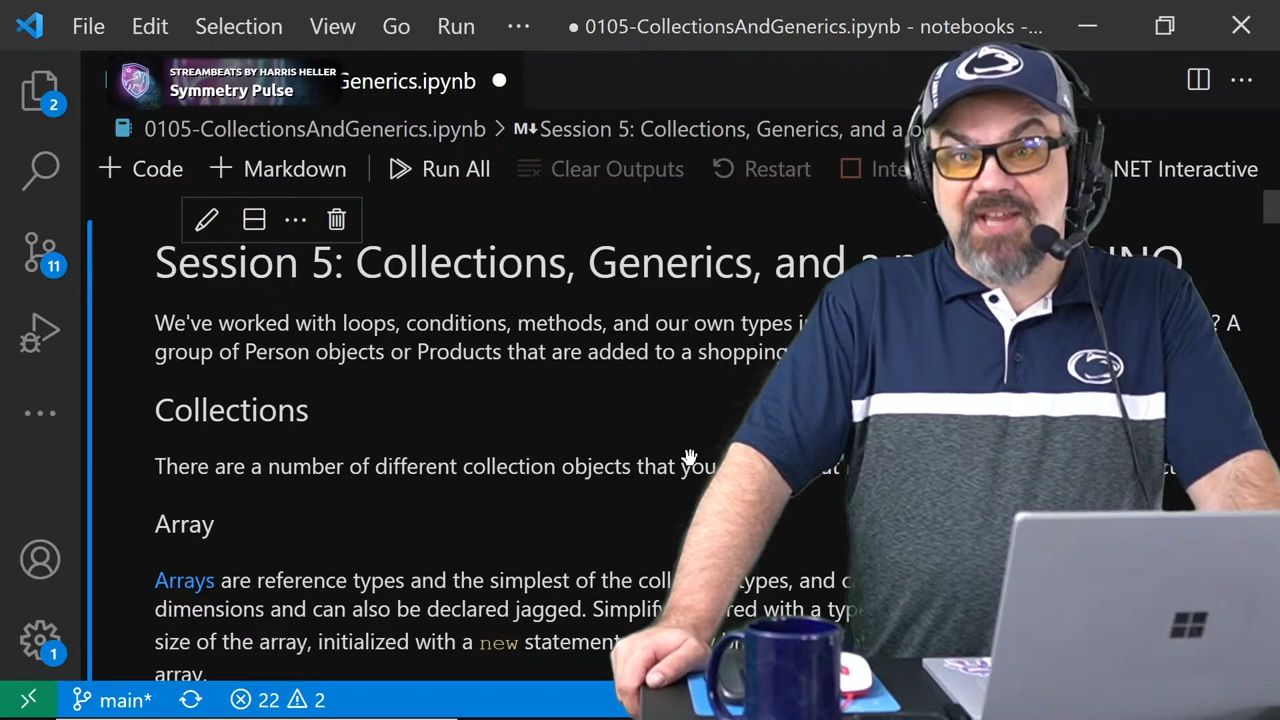 File Edit Selection View Go Run ··· ● 0105-CollectionsAndGenerics.ipynb - notebooks -...
STREAMBEATS BY HARRIS HELLER
Symmetry Pulse
Generics.ipynb
2
0105-CollectionsAndGenerics.ipynb > M↓Session 5: Collections, Generics, and a
+ Code + Markdown Run All Clear Outputs Restart .NET Interactive
Session 5: Collections, Generics, and a
We've worked with loops, conditions, methods, and our own types ? A
group of Person objects or Products that are added to a shopping
11
Collections
There are a number of different collection objects that you
Array
Arrays are reference types and the simplest of the types, and
dimensions and can also be declared jagged. with a
size of the array, initialized with a new statement
array.
1
main* 22 2